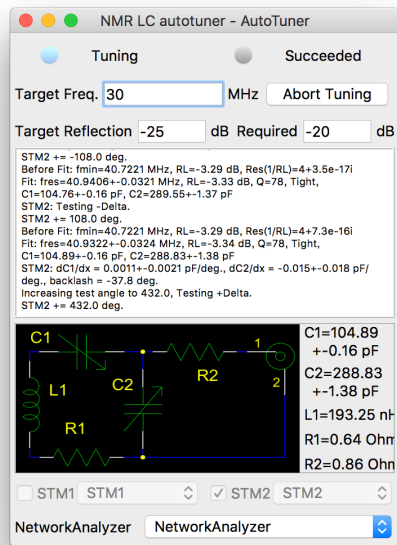 NMR LC autotuner - AutoTuner
Tuning Succeeded
Target Freq. 30 MHz Abort Tuning
Target Reflection -25 dB Required -20 dB
STM2 += -108.0 deg.
Before Fit: fmin=40.7221 MHz, RL=-3.29 dB, Res(1/RL)=4+3.5e-17i
Fit: fres=40.9406+-0.0321 MHz, RL=-3.33 dB, Q=78, Tight,
C1=104.76+-0.16 pF, C2=289.55+-1.37 pF
STM2: Testing -Delta.
STM2 += 108.0 deg.
Before Fit: fmin=40.7221 MHz, RL=-3.29 dB, Res(1/RL)=4+7.3e-16i
Fit: fres=40.9322+-0.0324 MHz, RL=-3.34 dB, Q=78, Tight,
C1=104.89+-0.16 pF, C2=288.83+-1.38 pF
STM2: dC1/dx = 0.0011+-0.0021 pF/deg., dC2/dx = -0.015+-0.018 pF/
deg., backlash = -37.8 deg.
Increasing test angle to 432.0, Testing +Delta.
STM2 += 432.0 deg.
C1
C2
L1
R1
R2
1
2
C1=104.89
+-0.16 pF
C2=288.83
+-1.38 pF
L1=193.25 nH
R1=0.64 Ohm
R2=0.86 Ohm
STM1 STM1 STM2 STM2
NetworkAnalyzer NetworkAnalyzer